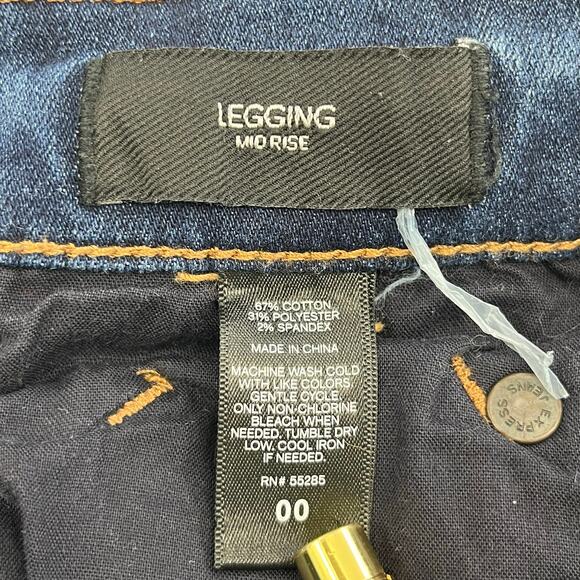 LEGGING
MID RISE
67% COTTON
31% POLYESTER
2% SPANDEX
MADE IN CHINA
MACHINE WASH COLD
WITH LIKE COLORS.
GENTLE CYCLE.
ONLY NON CHLORINE
BLEACH WHEN
NEEDED. TUMBLE DRY
LOW. COOL IRON
IF NEEDED.
RN# 55285
00
EXPRESS JEANS